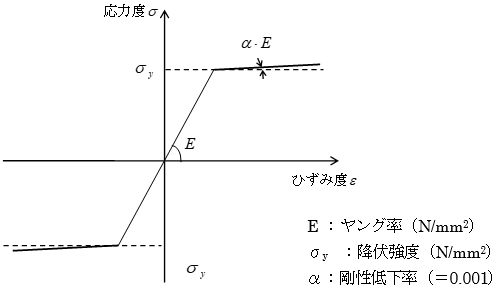 応力度σ
α・E
σy
E
ひずみ度ε
E ：ヤング率（N/mm²）
σy ：降伏強度（N/mm²）
α：剛性低下率（＝0.001）
σy